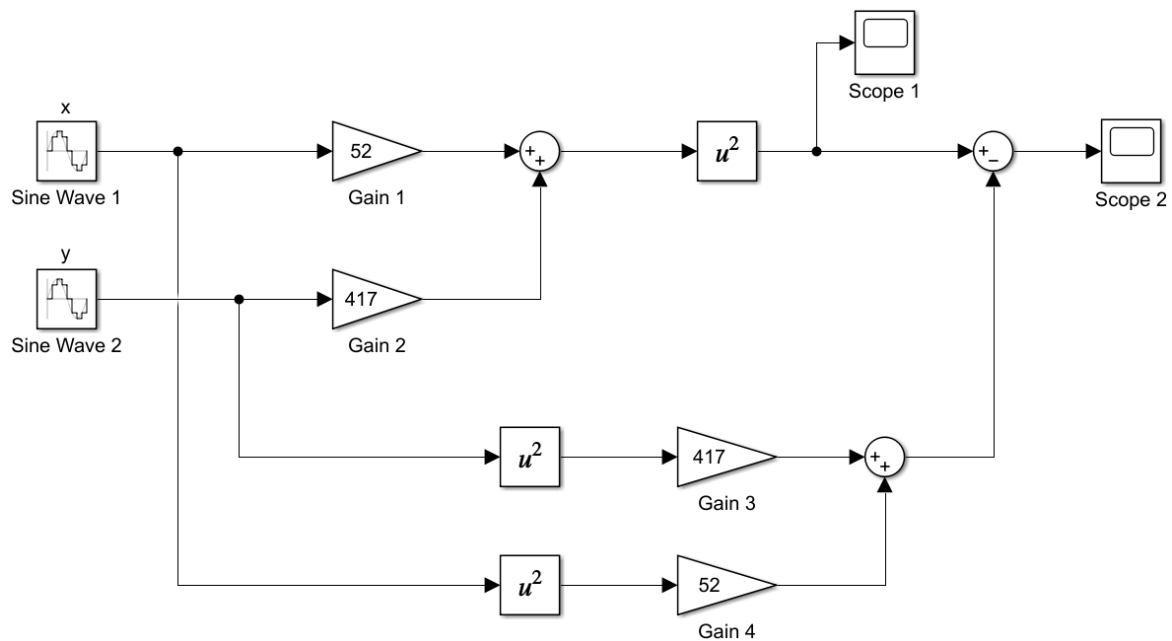 Scope 1
x
Sine Wave 1
52
Gain 1
+
+
u²
+
−
Scope 2
y
Sine Wave 2
417
Gain 2
u²
417
Gain 3
+
+
u²
52
Gain 4